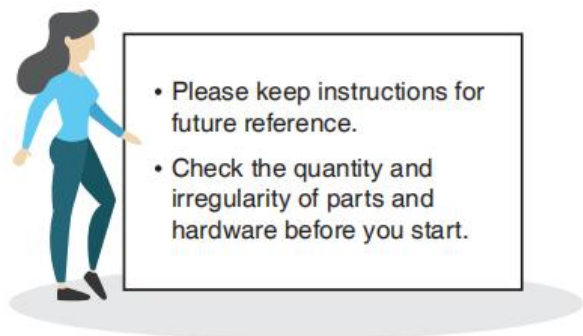 • Please keep instructions for
future reference.
• Check the quantity and
irregularity of parts and
hardware before you start.